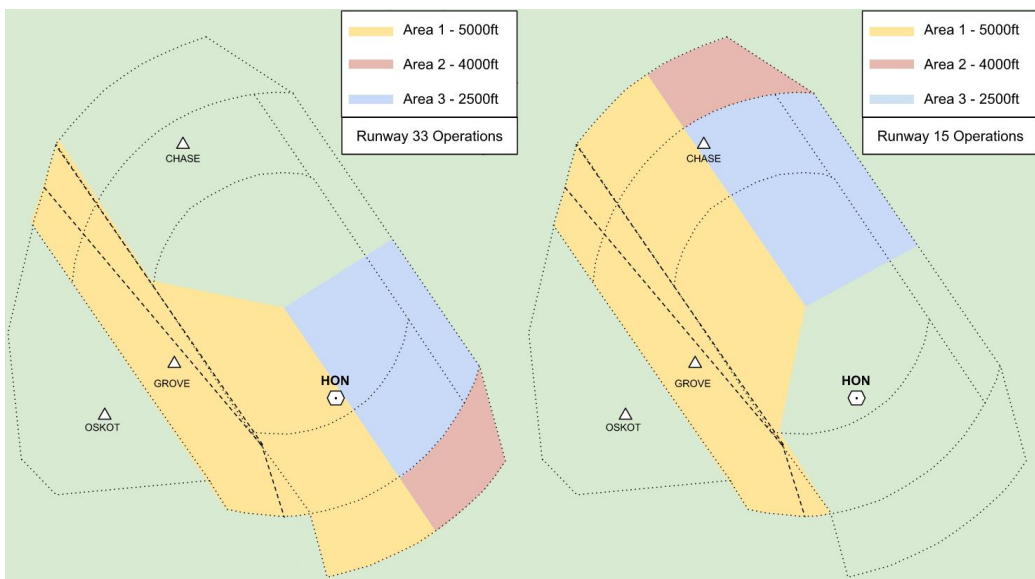 Area 1 - 5000ft
Area 2 - 4000ft
Area 3 - 2500ft
Runway 33 Operations
CHASE
GROVE
HON
OSKOT
Area 1 - 5000ft
Area 2 - 4000ft
Area 3 - 2500ft
Runway 15 Operations
CHASE
GROVE
HON
OSKOT